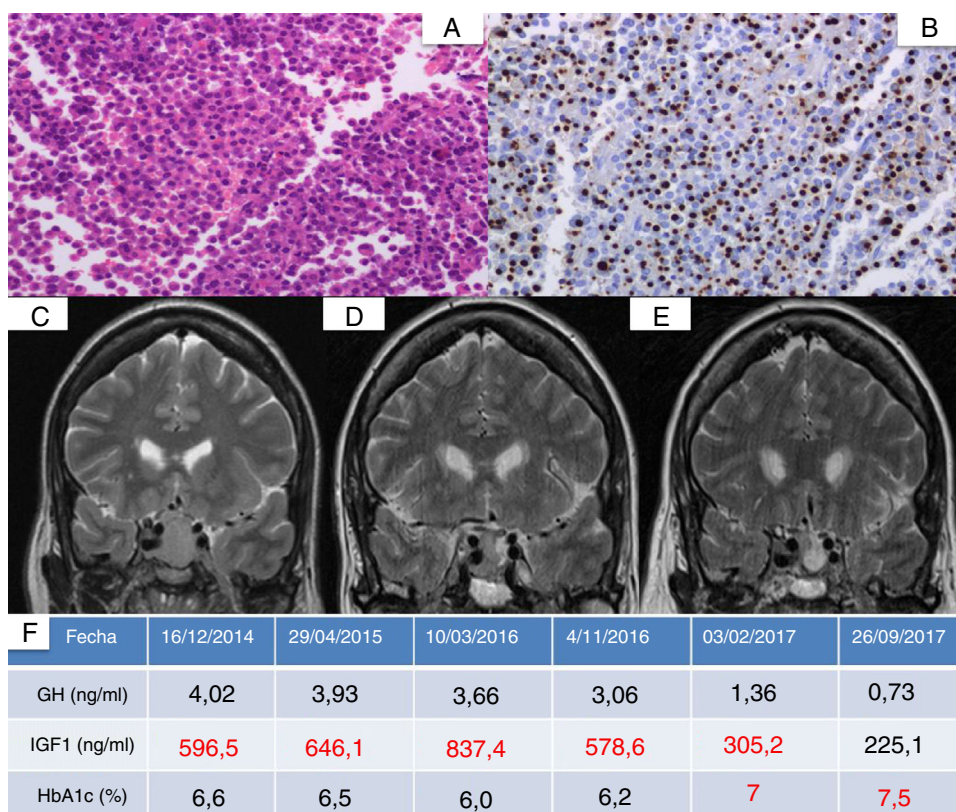 A
B
C
D
E
F
Fecha 16/12/2014 29/04/2015 10/03/2016 4/11/2016 03/02/2017 26/09/2017
GH (ng/ml) 4,02 3,93 3,66 3,06 1,36 0,73
IGF1 (ng/ml) 596,5 646,1 837,4 578,6 305,2 225,1
HbA1c (%) 6,6 6,5 6,0 6,2 7 7,5